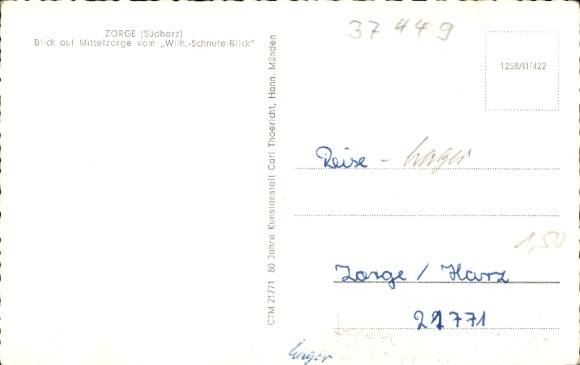 ZORGE (Südharz)
Blick auf Mittelzorge vom „Wilh.-Schnute-Blick"
CTM 21771 80 Jahre Kunstanstalt Carl Thoericht, Hann. Münden
37449
1258/II/422
Reise - Lager
1,50
Zorge / Harz
21771
Lager